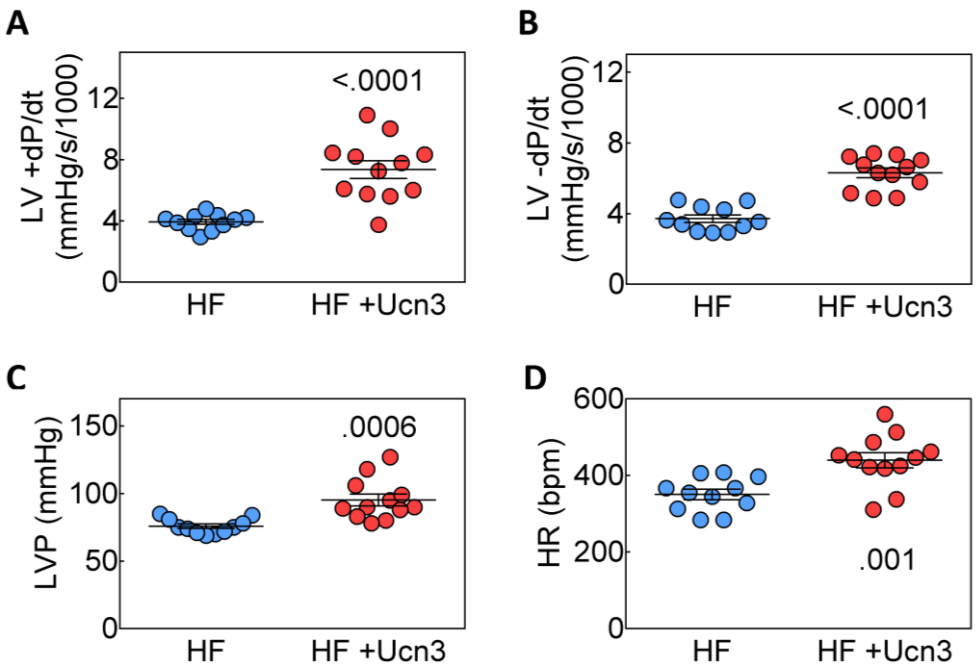 A
LV +dP/dt
(mmHg/s/1000)
12
8
4
0
<.0001
HF
HF +Ucn3
B
LV -dP/dt
(mmHg/s/1000)
12
8
4
0
<.0001
HF
HF +Ucn3
C
LVP (mmHg)
150
100
50
0
.0006
HF
HF +Ucn3
D
HR (bpm)
600
400
200
0
.001
HF
HF +Ucn3